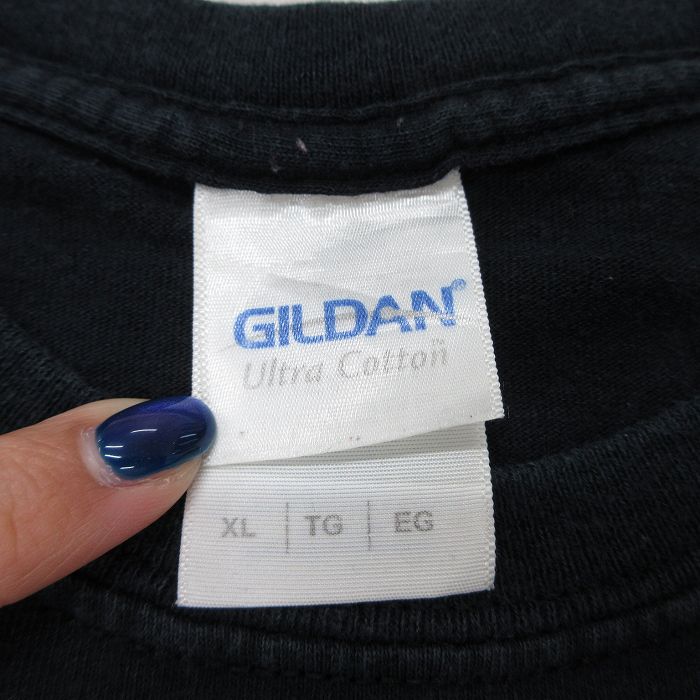 GILDAN®
Ultra Cotton
XL | TG | EG